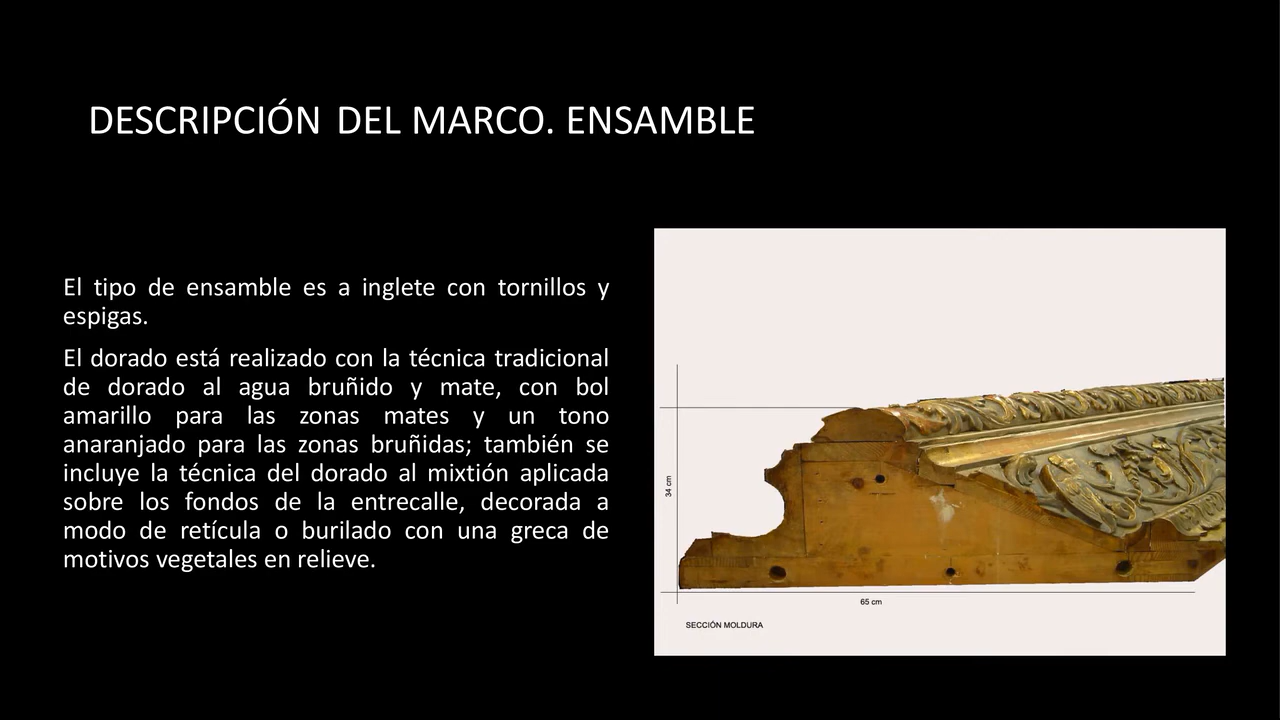 DESCRIPCIÓN DEL MARCO. ENSAMBLE
El tipo de ensamble es a inglete con tornillos y
espigas.
El dorado está realizado con la técnica tradicional
de dorado al agua bruñido y mate, con bol
amarillo para las zonas mates y un tono
anaranjado para las zonas bruñidas; también se
incluye la técnica del dorado al mixtión aplicada
sobre los fondos de la entrecalle, decorada a
modo de retícula o burilado con una greca de
motivos vegetales en relieve.
34 cm
65 cm
SECCIÓN MOLDURA